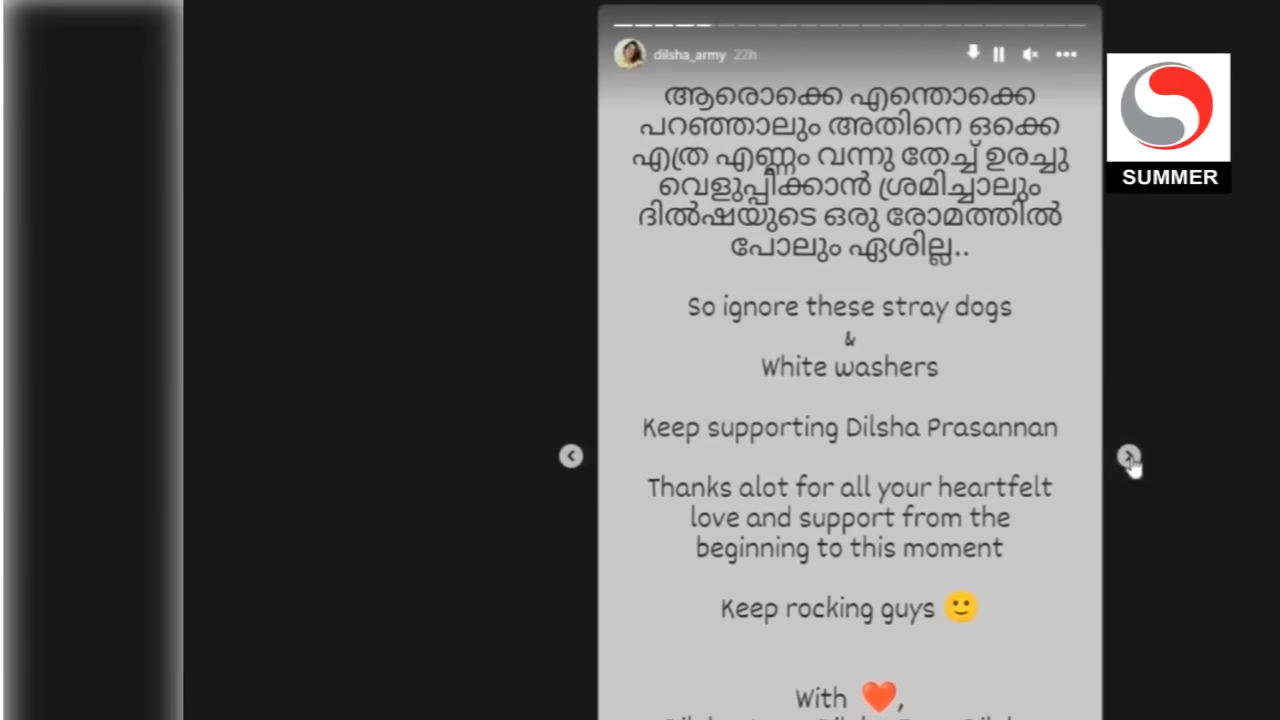 dilsha_army 22h
ആരൊക്കെ എന്തൊക്കെ
പറഞ്ഞാലും അതിനെ ഒക്കെ
എത്ര എണ്ണം വന്നു തേച്ച് ഉരച്ചു
വെളുപ്പിക്കാൻ ശ്രമിച്ചാലും
ദിൽഷയുടെ ഒരു രോമത്തിൽ
പോലും ഏശില്ല..
So ignore these stray dogs
&
White washers
Keep supporting Dilsha Prasannan
Thanks alot for all your heartfelt
love and support from the
beginning to this moment
Keep rocking guys 🙂
With ❤️,
SUMMER